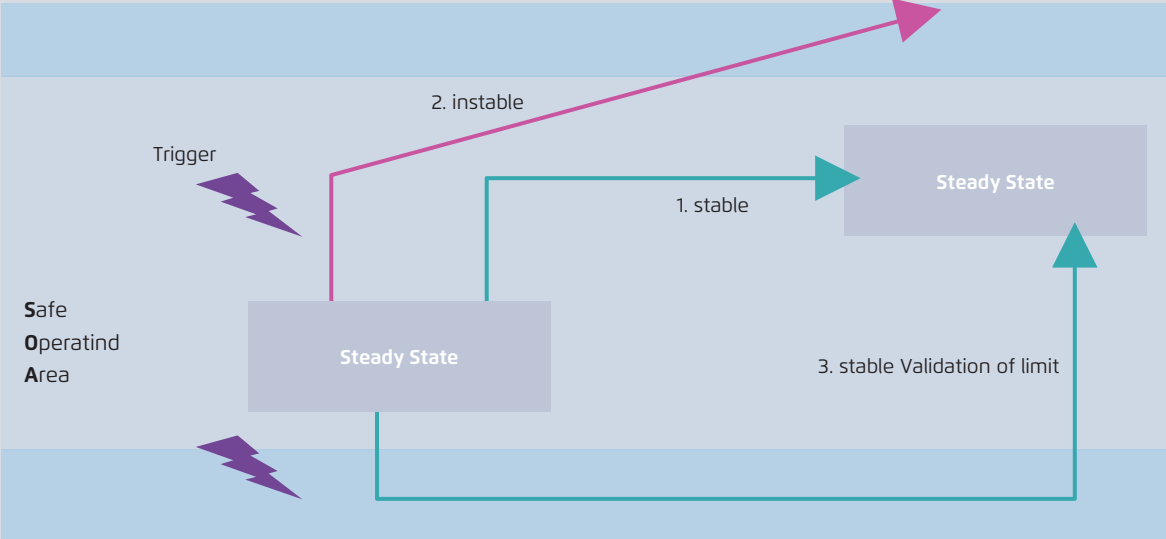 2. instable
Trigger
Steady State
1. stable
Safe
Operatind
Area
Steady State
3. stable Validation of limit